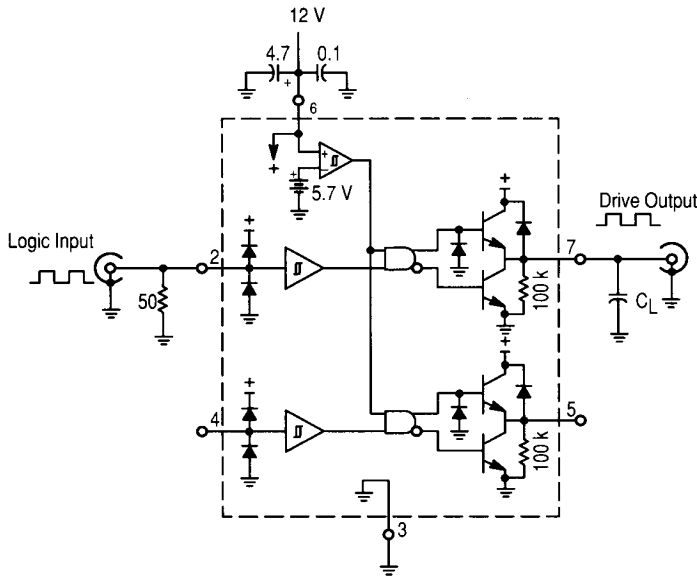 12 V
4.7
0.1
+
6
+
+
−
5.7 V
+
Drive Output
Logic Input
+
2
7
50
100 k
CL
+
+
4
5
100 k
3